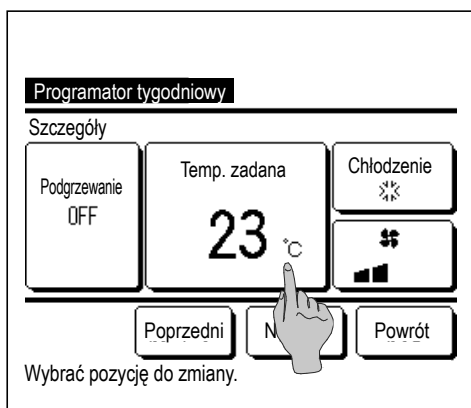 Programator tygodniowy
Szczegóły
Podgrzewanie
OFF
Temp. zadana
23 °C
Chłodzenie
Poprzedni
Powrót
Wybrać pozycję do zmiany.